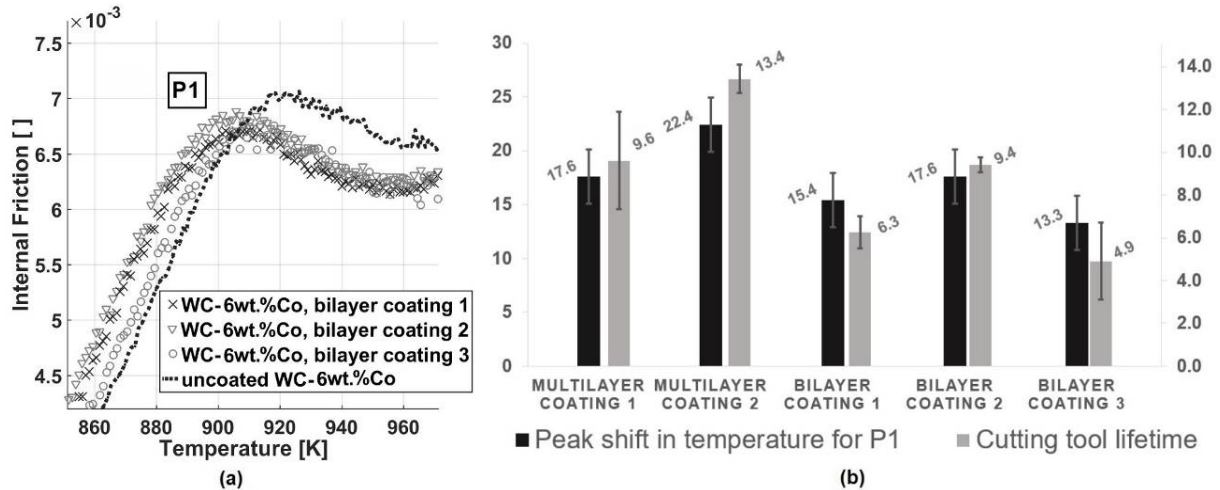 × 10⁻³
7.5
7
6.5
6
5.5
5
4.5
Internal Friction [ ]
P1
× WC-6wt.%Co, bilayer coating 1
▽ WC-6wt.%Co, bilayer coating 2
○ WC-6wt.%Co, bilayer coating 3
uncoated WC-6wt.%Co
860 880 900 920 940 960
Temperature [K]
(a)
30
25
20
15
10
5
0
17.6
9.6
22.4
13.4
15.4
6.3
17.6
9.4
13.3
4.9
14.0
12.0
10.0
8.0
6.0
4.0
2.0
0.0
MULTILAYER
COATING 1
MULTILAYER
COATING 2
BILAYER
COATING 1
BILAYER
COATING 2
BILAYER
COATING 3
Peak shift in temperature for P1
Cutting tool lifetime
(b)